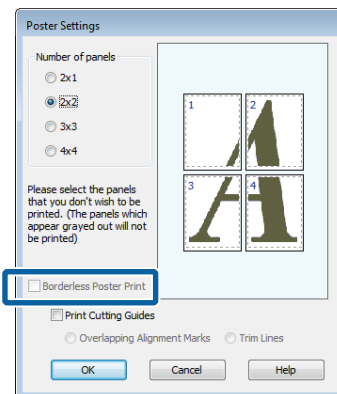 Poster Settings
Number of panels
2x1
2x2
3x3
4x4
Please select the panels
that you don't wish to be
printed. (The panels which
appear grayed out will not
be printed)
1
2
3
4
Borderless Poster Print
Print Cutting Guides
Overlapping Alignment Marks
Trim Lines
OK
Cancel
Help